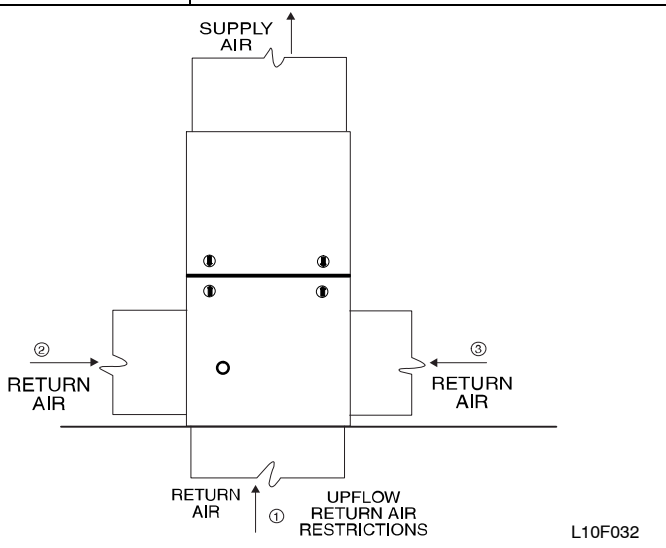 SUPPLY
AIR
②
RETURN
AIR
③
RETURN
AIR
RETURN
AIR
①
UPFLOW
RETURN AIR
RESTRICTIONS
L10F032